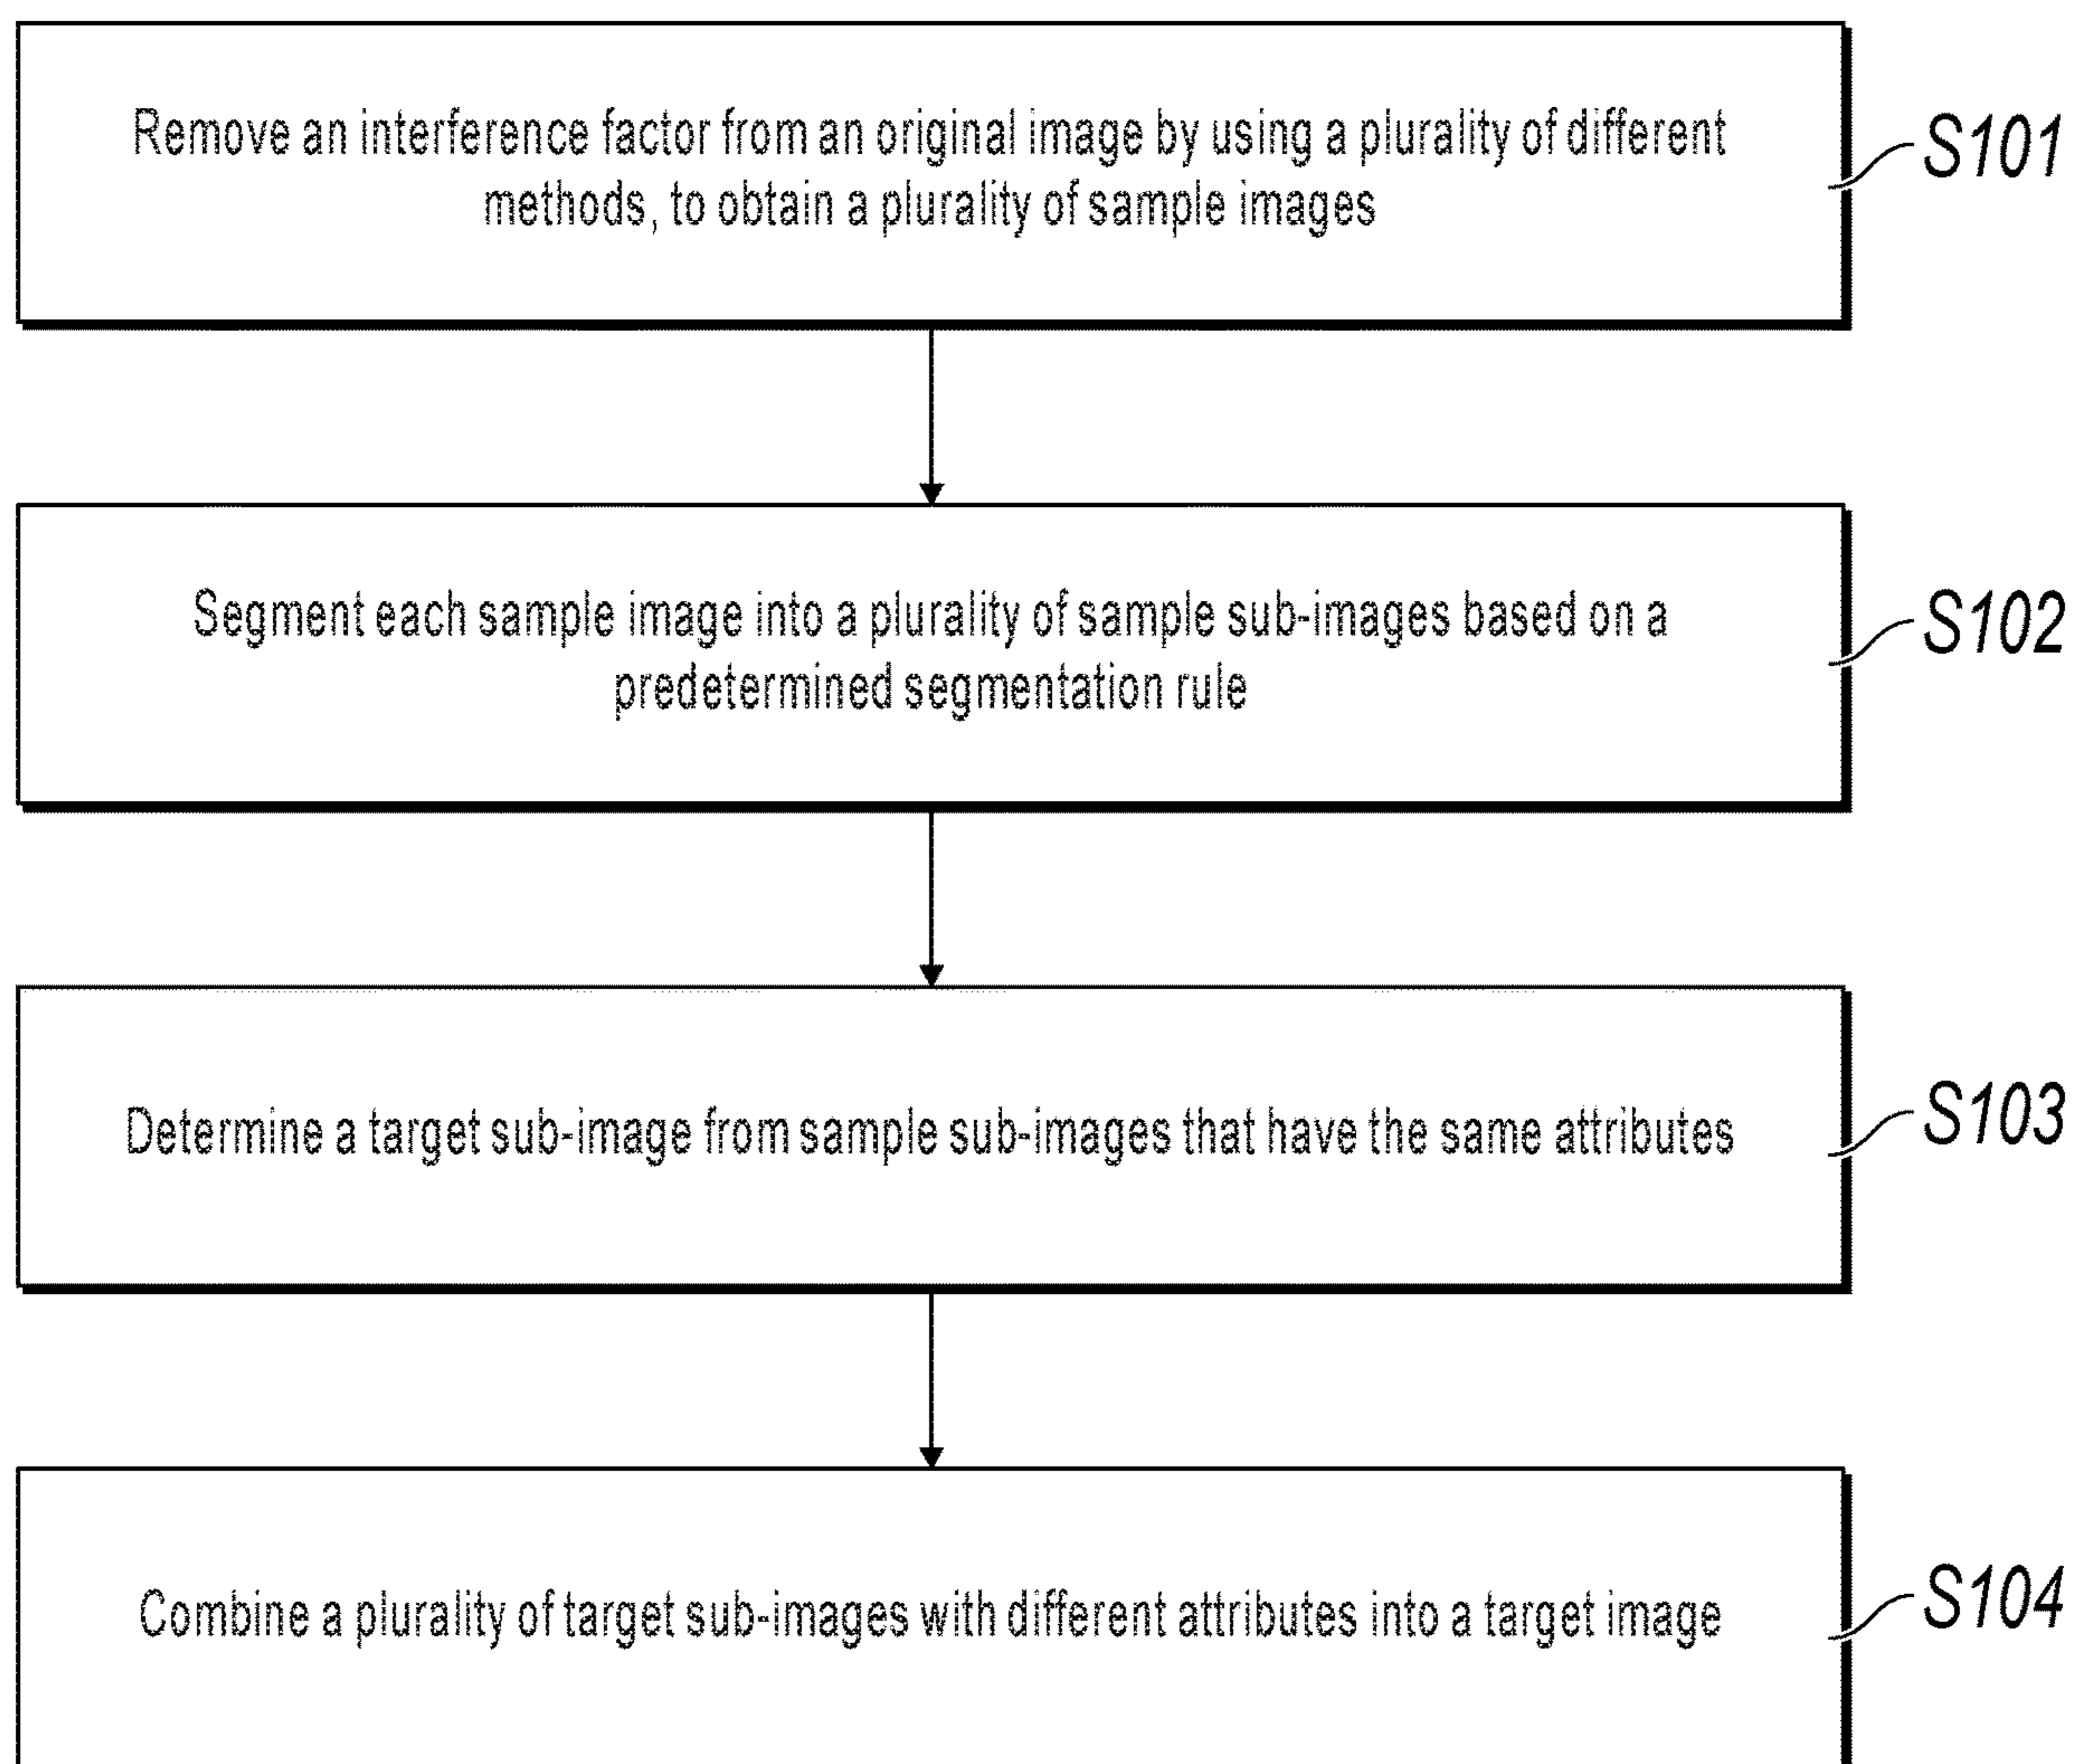 Remove an interference factor from an original image by using a plurality of different
methods, to obtain a plurality of sample images
S101
Segment each sample image into a plurality of sample sub-images based on a
predetermined segmentation rule
S102
Determine a target sub-image from sample sub-images that have the same attributes
S103
Combine a plurality of target sub-images with different attributes into a target image
S104